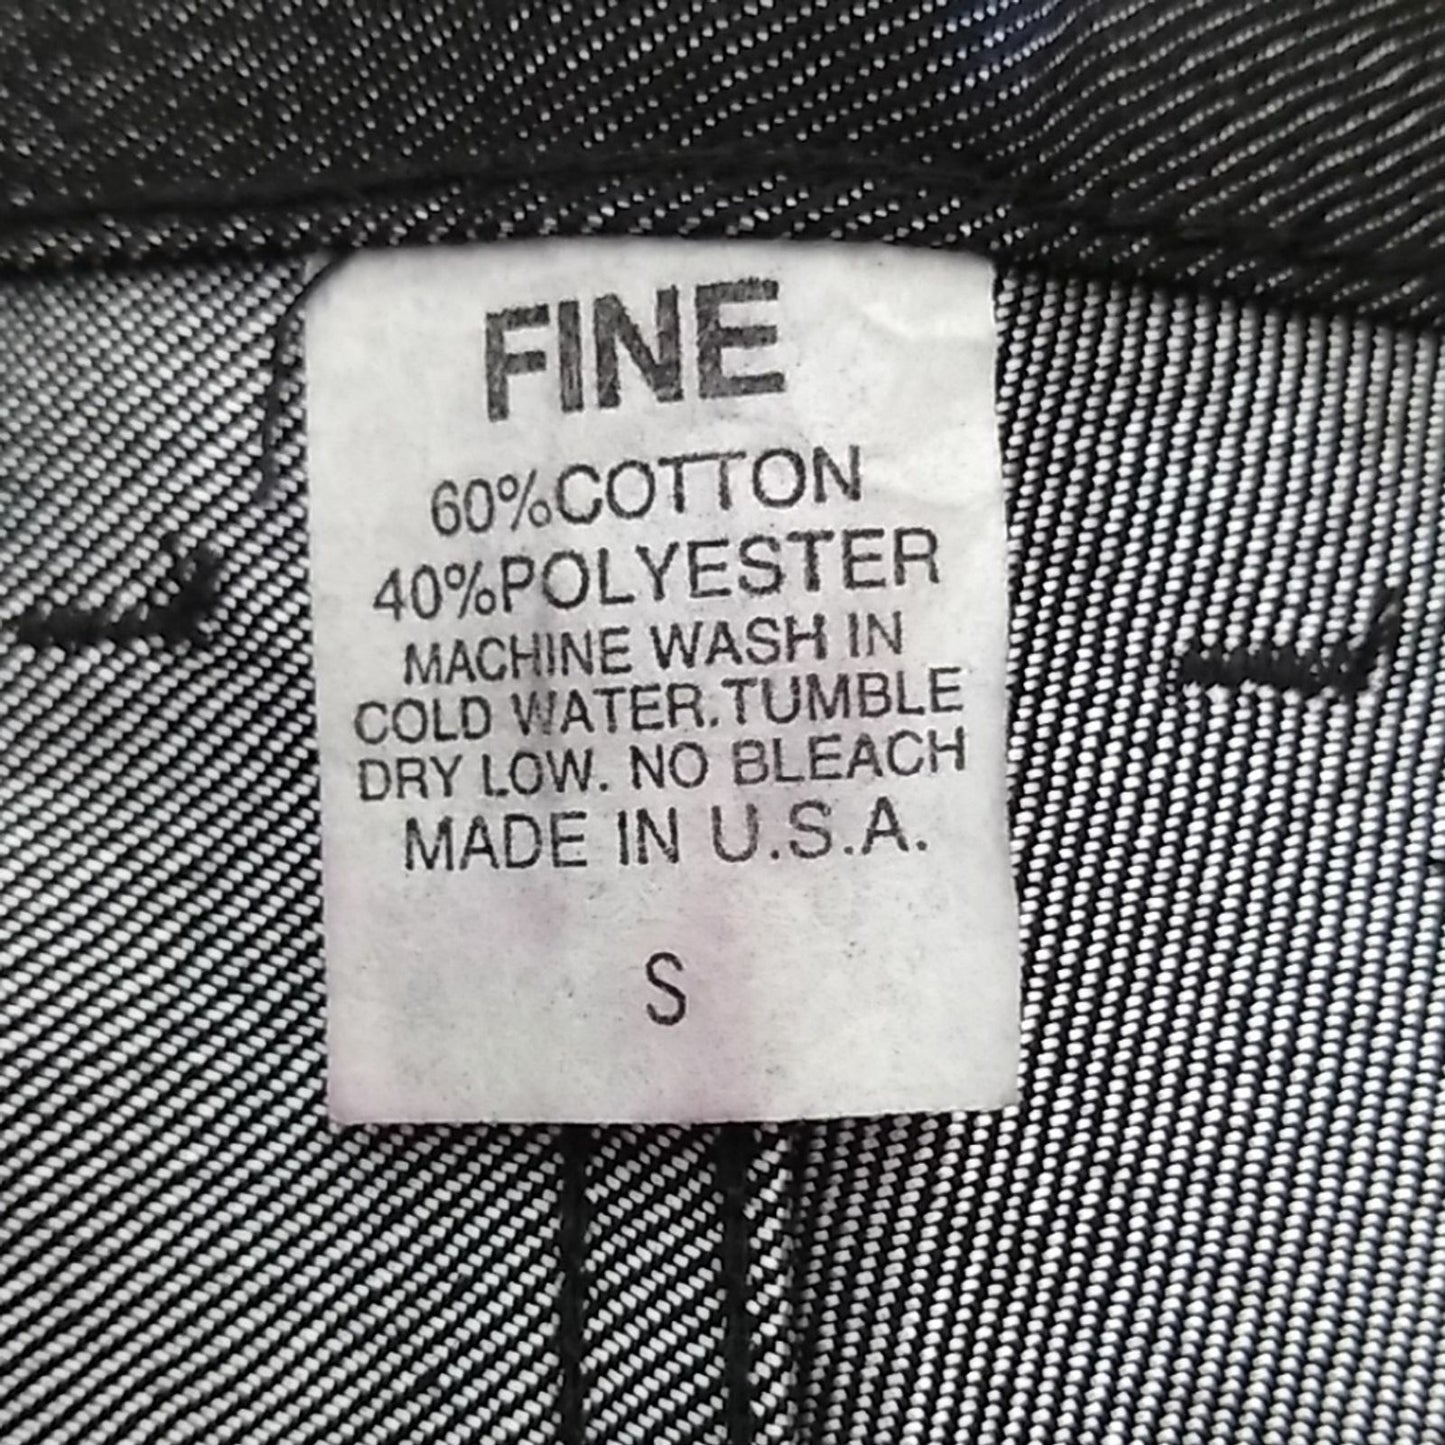 FINE
60%COTTON
40%POLYESTER
MACHINE WASH IN
COLD WATER.TUMBLE
DRY LOW. NO BLEACH
MADE IN U.S.A.
S